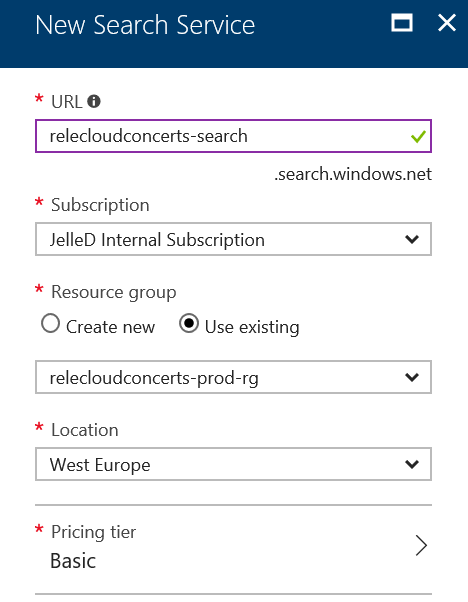 New Search Service
* URL
relecloudconcerts-search
.search.windows.net
* Subscription
JelleD Internal Subscription
* Resource group
Create new Use existing
relecloudconcerts-prod-rg
* Location
West Europe
* Pricing tier
Basic